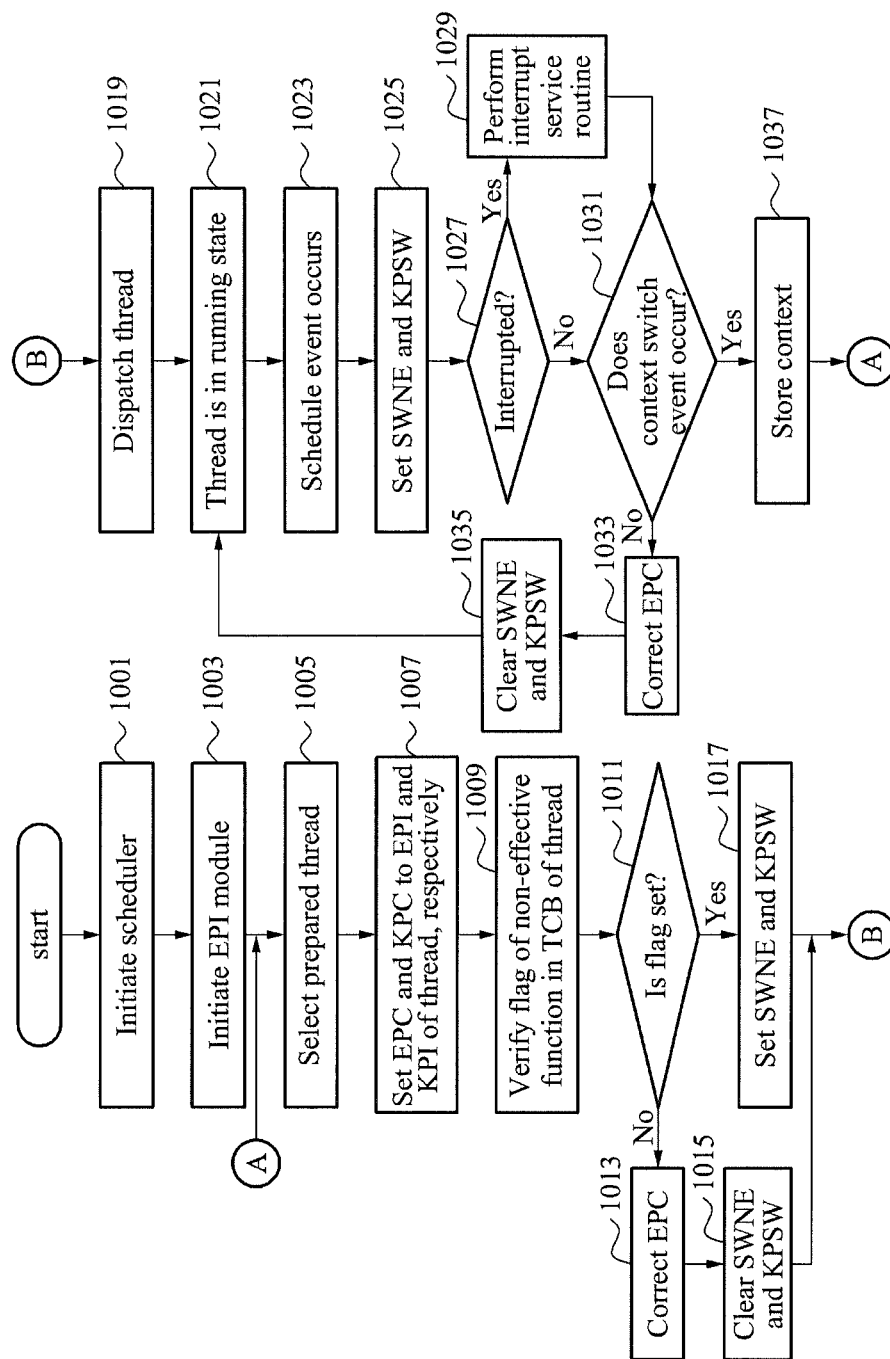 start
Initiate scheduler
1001
Initiate EPI module
1003
A
Select prepared thread
1005
Set EPC and KPC to EPI and
KPI of thread, respectively
1007
Verify flag of non-effective
function in TCB of thread
1009
Is flag set?
1011
No
Yes
Correct EPC
1013
Clear SWNE
and KPSW
1015
Set SWNE and KPSW
1017
B
B
Dispatch thread
1019
Thread is in running state
1021
Schedule event occurs
1023
Set SWNE and KPSW
1025
Interrupted?
1027
Yes
No
Perform
interrupt
service
routine
1029
Does
context switch
event occur?
1031
No
Yes
Correct EPC
1033
Clear SWNE
and KPSW
1035
Store context
1037
A